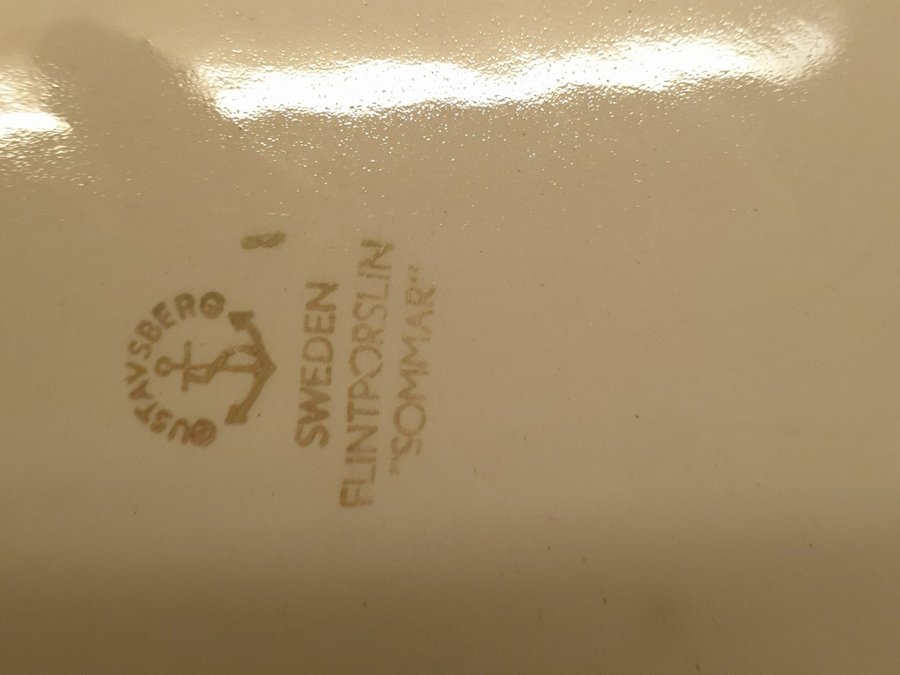 GUSTAVSBERG
SWEDEN
FLINTPORSLIN
"SOMMAR"